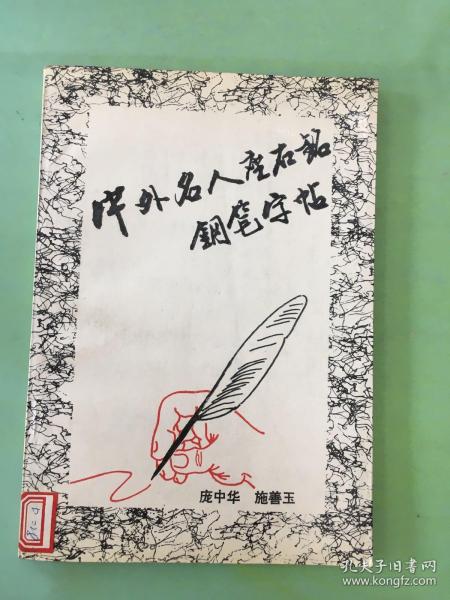 中外名人座右铭
钢笔字帖
庞中华 施善玉
孔夫子旧书网
www.kongfz.com